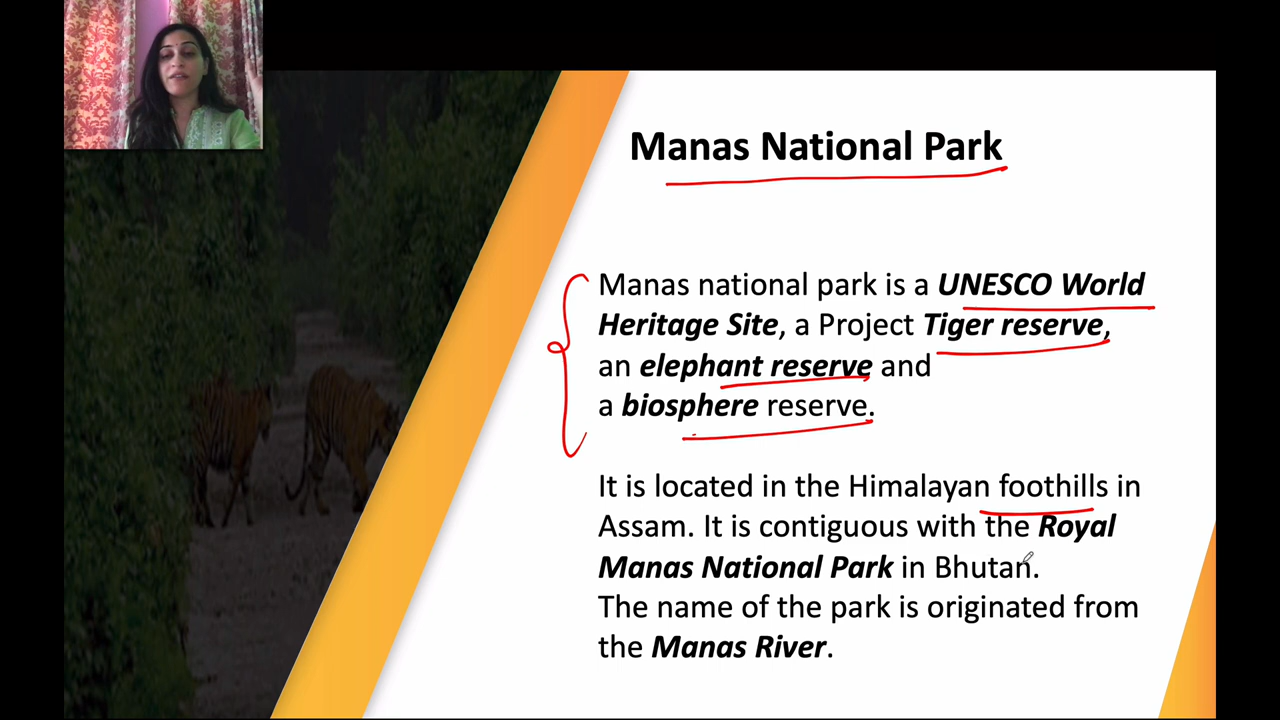 Manas National Park
Manas national park is a UNESCO World
Heritage Site, a Project Tiger reserve,
an elephant reserve and
a biosphere reserve.
It is located in the Himalayan foothills in
Assam. It is contiguous with the Royal
Manas National Park in Bhutan.
The name of the park is originated from
the Manas River.